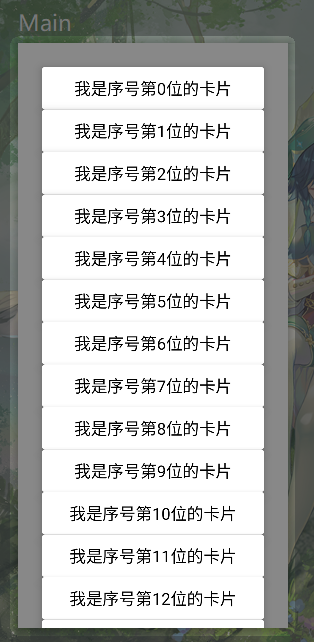 Main
我是序号第0位的卡片
我是序号第1位的卡片
我是序号第2位的卡片
我是序号第3位的卡片
我是序号第4位的卡片
我是序号第5位的卡片
我是序号第6位的卡片
我是序号第7位的卡片
我是序号第8位的卡片
我是序号第9位的卡片
我是序号第10位的卡片
我是序号第11位的卡片
我是序号第12位的卡片